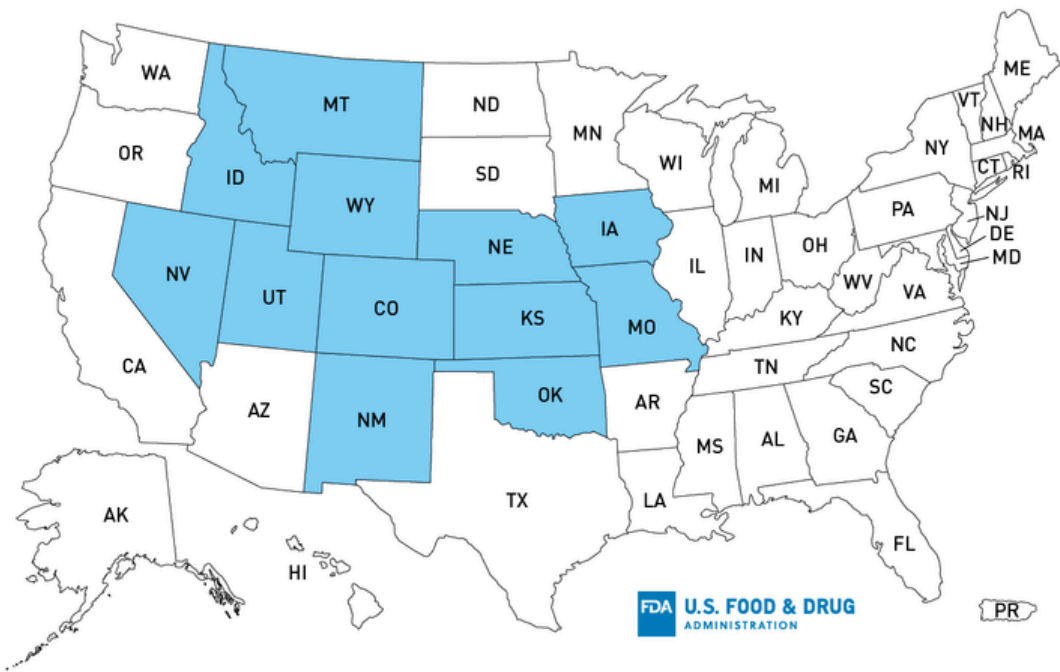 WA
MT
ND
MN
ME
VT
NH
MA
OR
ID
SD
WI
NY
MI
CT
RI
WY
PA
NJ
IA
NE
OH
DE
IL
IN
MD
NV
UT
CO
WV
VA
KS
MO
KY
CA
NC
TN
OK
AZ
NM
AR
SC
MS
AL
GA
TX
LA
AK
FL
HI
FDA
U.S. FOOD & DRUG
ADMINISTRATION
PR